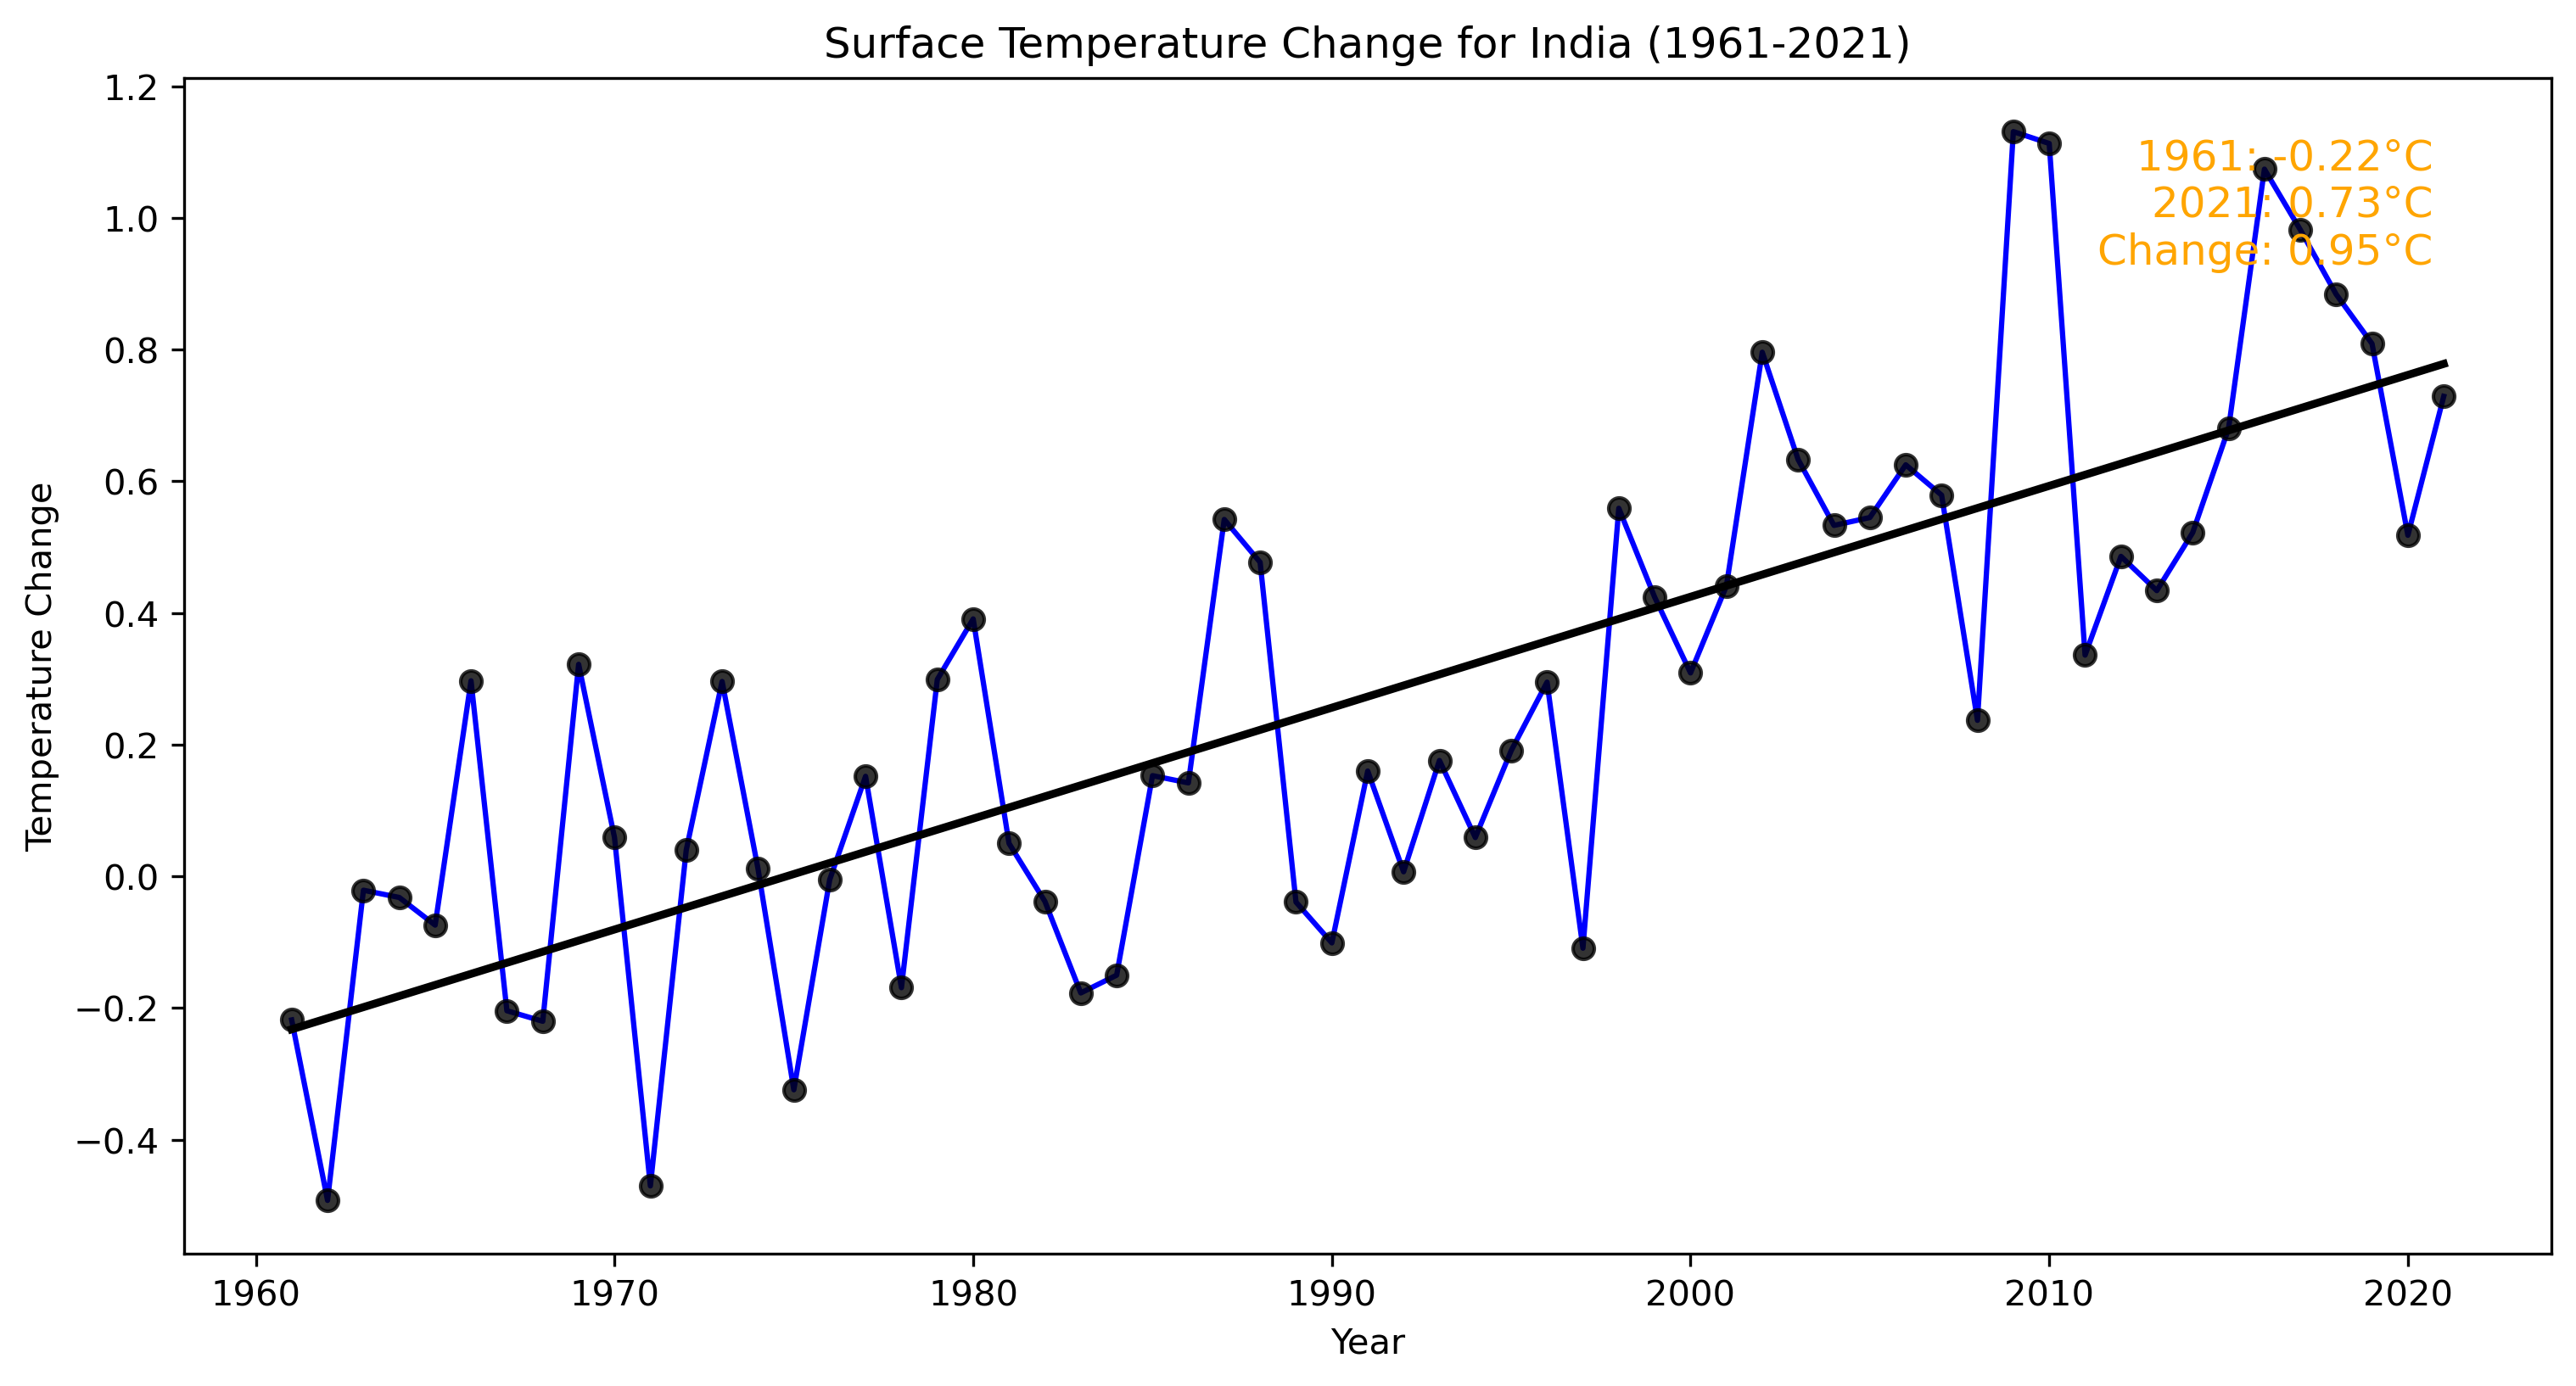 Surface Temperature Change for India (1961-2021)
1.2
1.0
0.8
0.6
0.4
0.2
0.0
−0.2
−0.4
Temperature Change
1961: -0.22°C
2021: 0.73°C
Change: 0.95°C
1960 1970 1980 1990 2000 2010 2020
Year